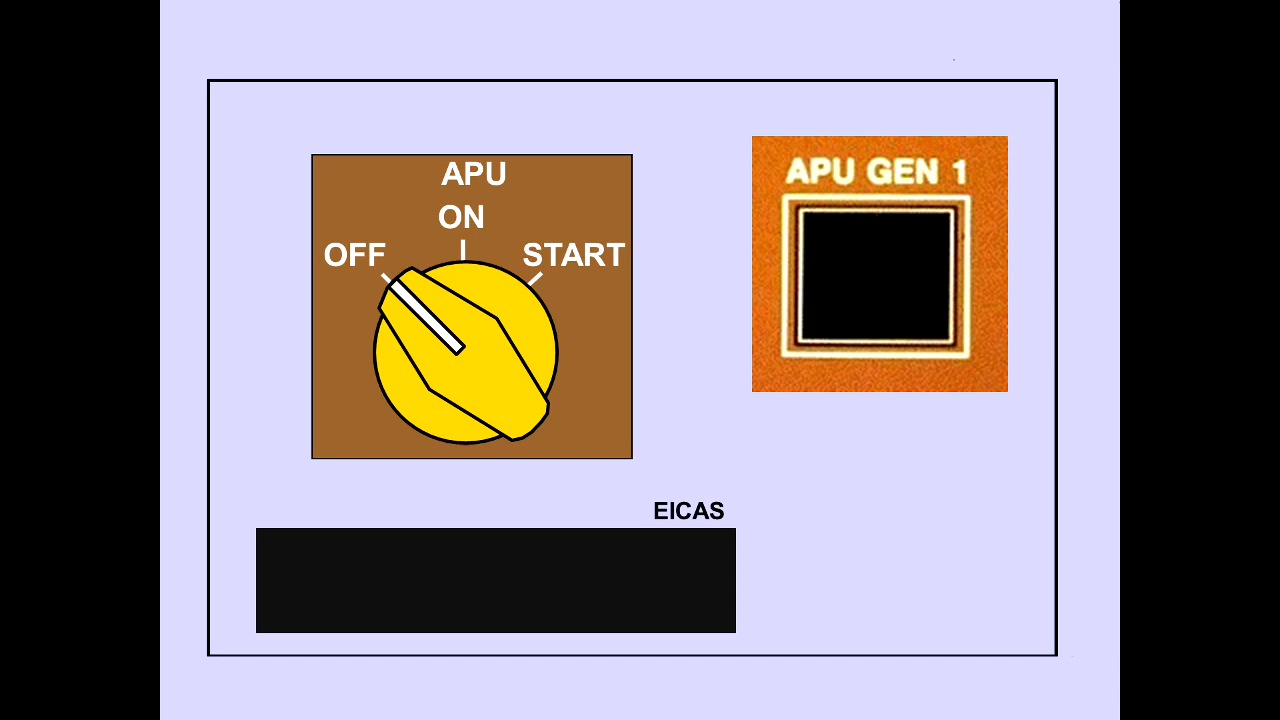 APU
ON
OFF
START
APU GEN 1
EICAS